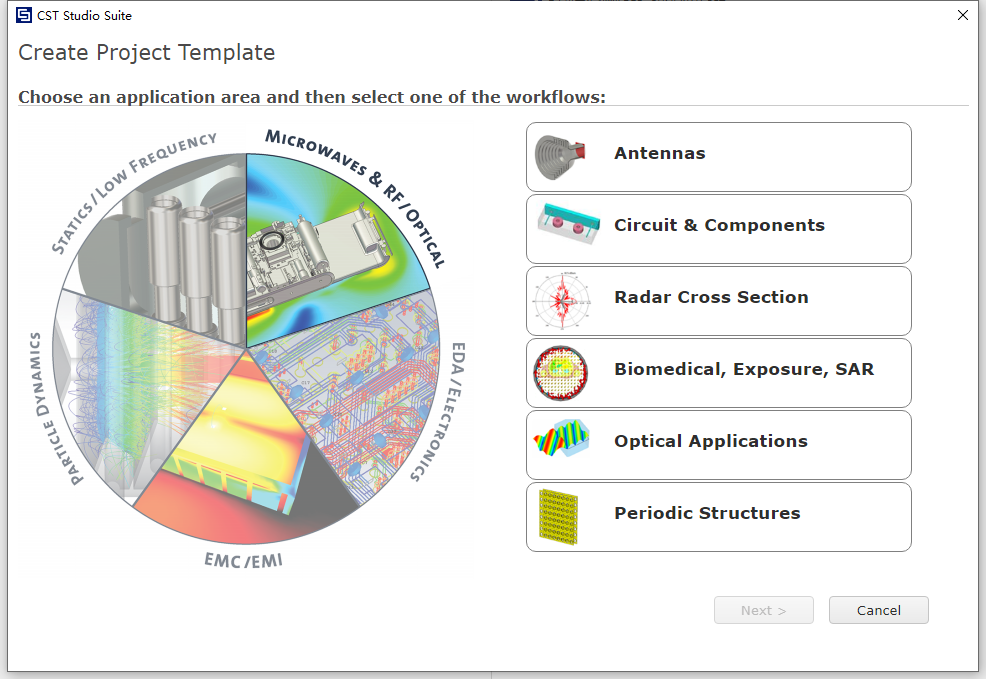 CST Studio Suite
Create Project Template
Choose an application area and then select one of the workflows:
STATICS/LOW FREQUENCY
MICROWAVES & RF/OPTICAL
EDA/ELECTRONICS
EMC/EMI
PARTICLE DYNAMICS
Antennas
Circuit & Components
Radar Cross Section
Biomedical, Exposure, SAR
Optical Applications
Periodic Structures
Next >
Cancel